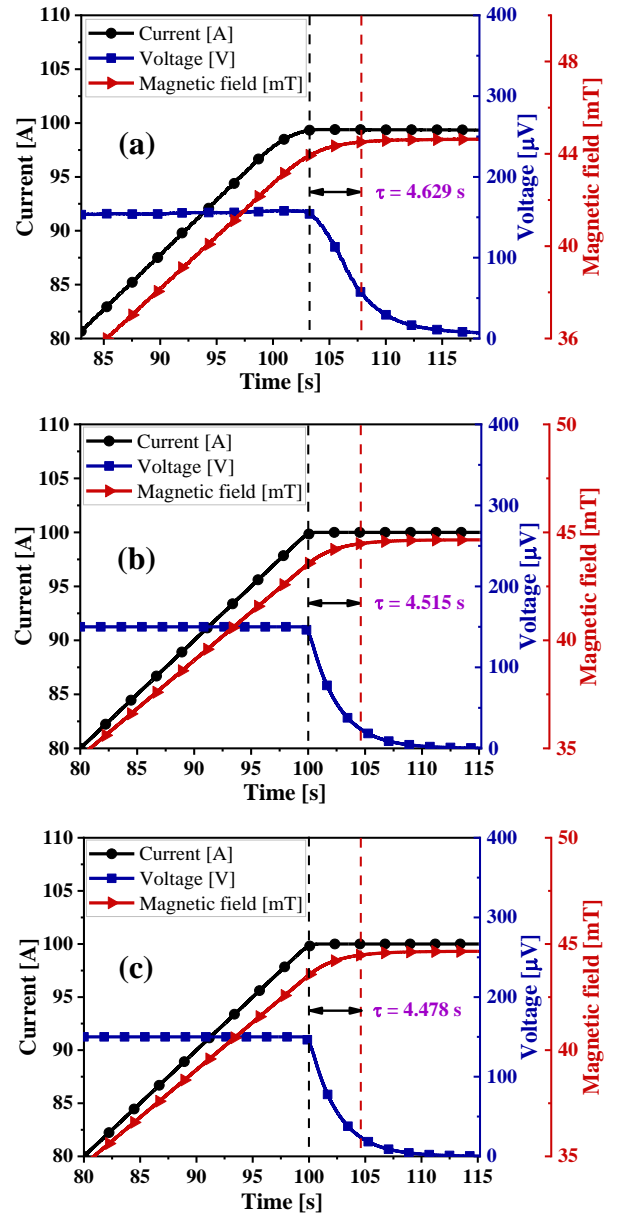 110
105
100
95
90
85
80
Current [A]
Current [A]
Voltage [V]
Magnetic field [mT]
(a)
τ = 4.629 s
400
300
200
100
0
Voltage [µV]
48
44
41
36
Magnetic field [mT]
85 90 95 100 105 110 115
Time [s]
110
105
100
95
90
85
80
Current [A]
Current [A]
Voltage [V]
Magnetic field [mT]
(b)
τ = 4.515 s
400
300
200
100
0
Voltage [µV]
50
45
40
35
Magnetic field [mT]
80 85 90 95 100 105 110 115
Time [s]
110
105
100
95
90
85
80
Current [A]
Current [A]
Voltage [V]
Magnetic field [mT]
(c)
τ = 4.478 s
400
300
200
100
0
Voltage [µV]
50
45
40
35
Magnetic field [mT]
80 85 90 95 100 105 110 115
Time [s]